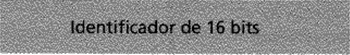 Identificador de 16 bits